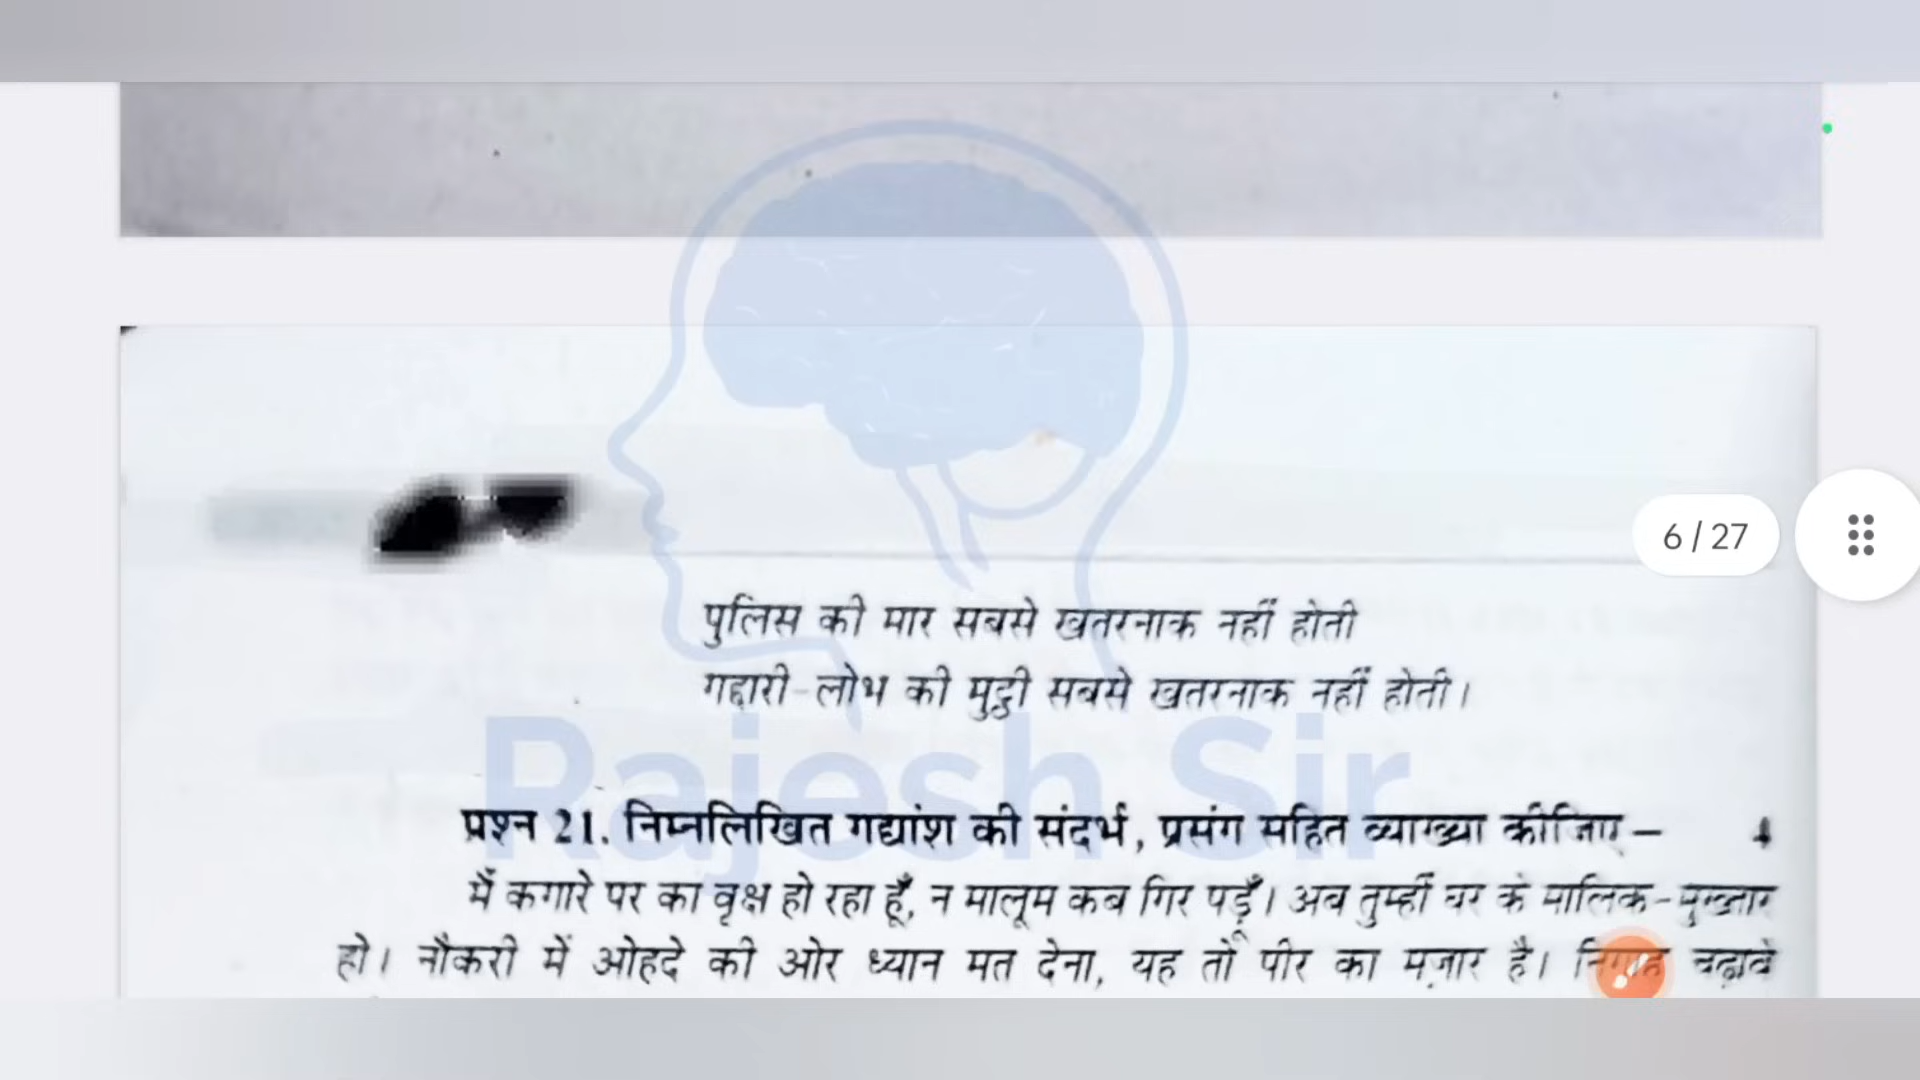 6 / 27
पुलिस की मार सबसे खतरनाक नहीं होती
गद्दारी-लोभ की मुट्ठी सबसे खतरनाक नहीं होती।
Rajesh Sir
प्रश्न 21. निम्नलिखित गद्यांश की संदर्भ, प्रसंग सहित व्याख्या कीजिए – 4
मैं कगारे पर का वृक्ष हो रहा हूँ, न मालूम कब गिर पड़ूँ। अब तुम्हीं घर के मालिक-मुख्तार
हो। नौकरी में ओहदे की ओर ध्यान मत देना, यह तो पीर का मज़ार है। निगाह चढ़ावे